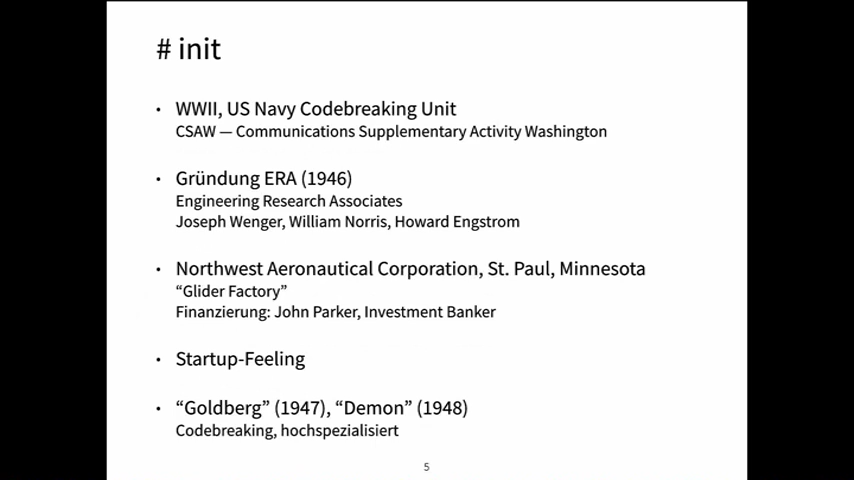 # init
• WWII, US Navy Codebreaking Unit
CSAW — Communications Supplementary Activity Washington
• Gründung ERA (1946)
Engineering Research Associates
Joseph Wenger, William Norris, Howard Engstrom
• Northwest Aeronautical Corporation, St. Paul, Minnesota
“Glider Factory”
Finanzierung: John Parker, Investment Banker
• Startup-Feeling
• “Goldberg” (1947), “Demon” (1948)
Codebreaking, hochspezialisiert
5